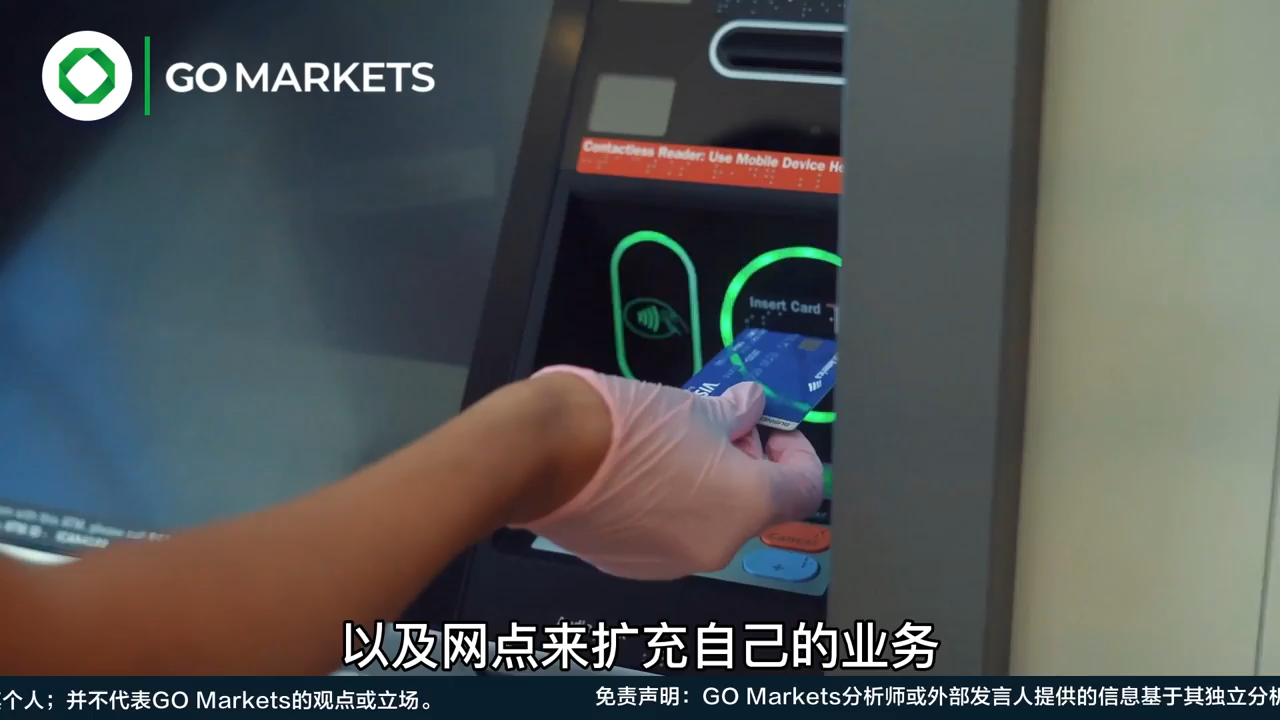 GO MARKETS
Contactless Reader: Use Mobile Device He
Insert Card
VISA
Cancel
以及网点来扩充自己的业务
个人；并不代表GO Markets的观点或立场。
免责声明：GO Markets分析师或外部发言人提供的信息基于其独立分析